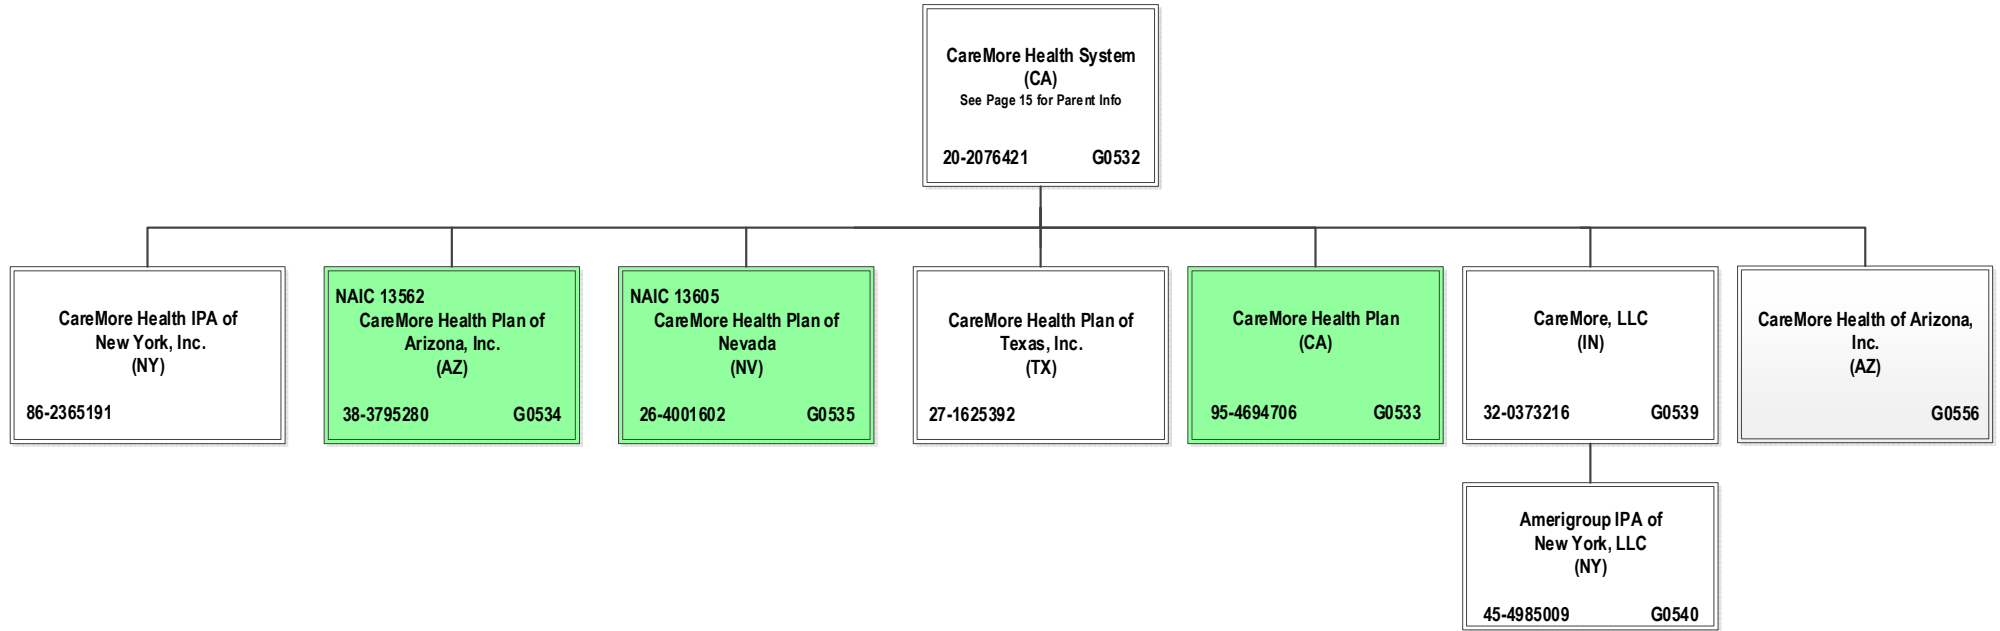 CareMore Health System
(CA)
See Page 15 for Parent Info
20-2076421 G0532
CareMore Health IPA of
New York, Inc.
(NY)
86-2365191
NAIC 13562
CareMore Health Plan of
Arizona, Inc.
(AZ)
38-3795280 G0534
NAIC 13605
CareMore Health Plan of
Nevada
(NV)
26-4001602 G0535
CareMore Health Plan of
Texas, Inc.
(TX)
27-1625392
CareMore Health Plan
(CA)
95-4694706 G0533
CareMore, LLC
(IN)
32-0373216 G0539
CareMore Health of Arizona,
Inc.
(AZ)
G0556
Amerigroup IPA of
New York, LLC
(NY)
45-4985009 G0540